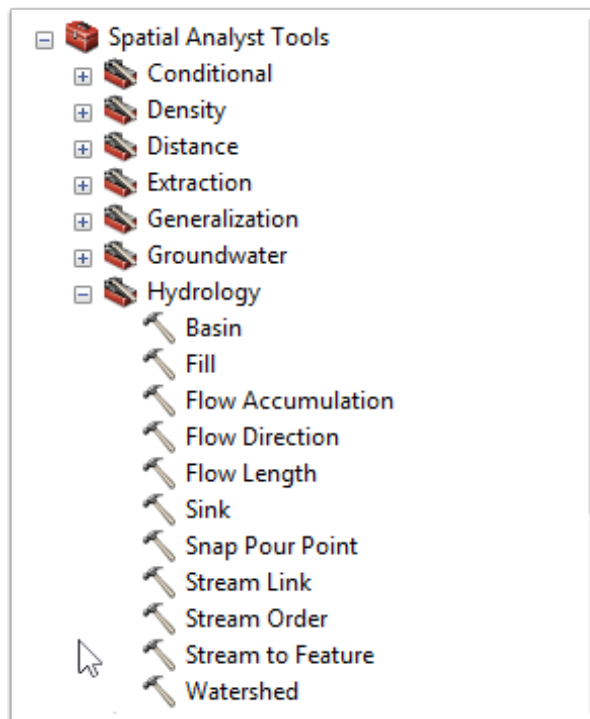 Spatial Analyst Tools
Conditional
Density
Distance
Extraction
Generalization
Groundwater
Hydrology
Basin
Fill
Flow Accumulation
Flow Direction
Flow Length
Sink
Snap Pour Point
Stream Link
Stream Order
Stream to Feature
Watershed